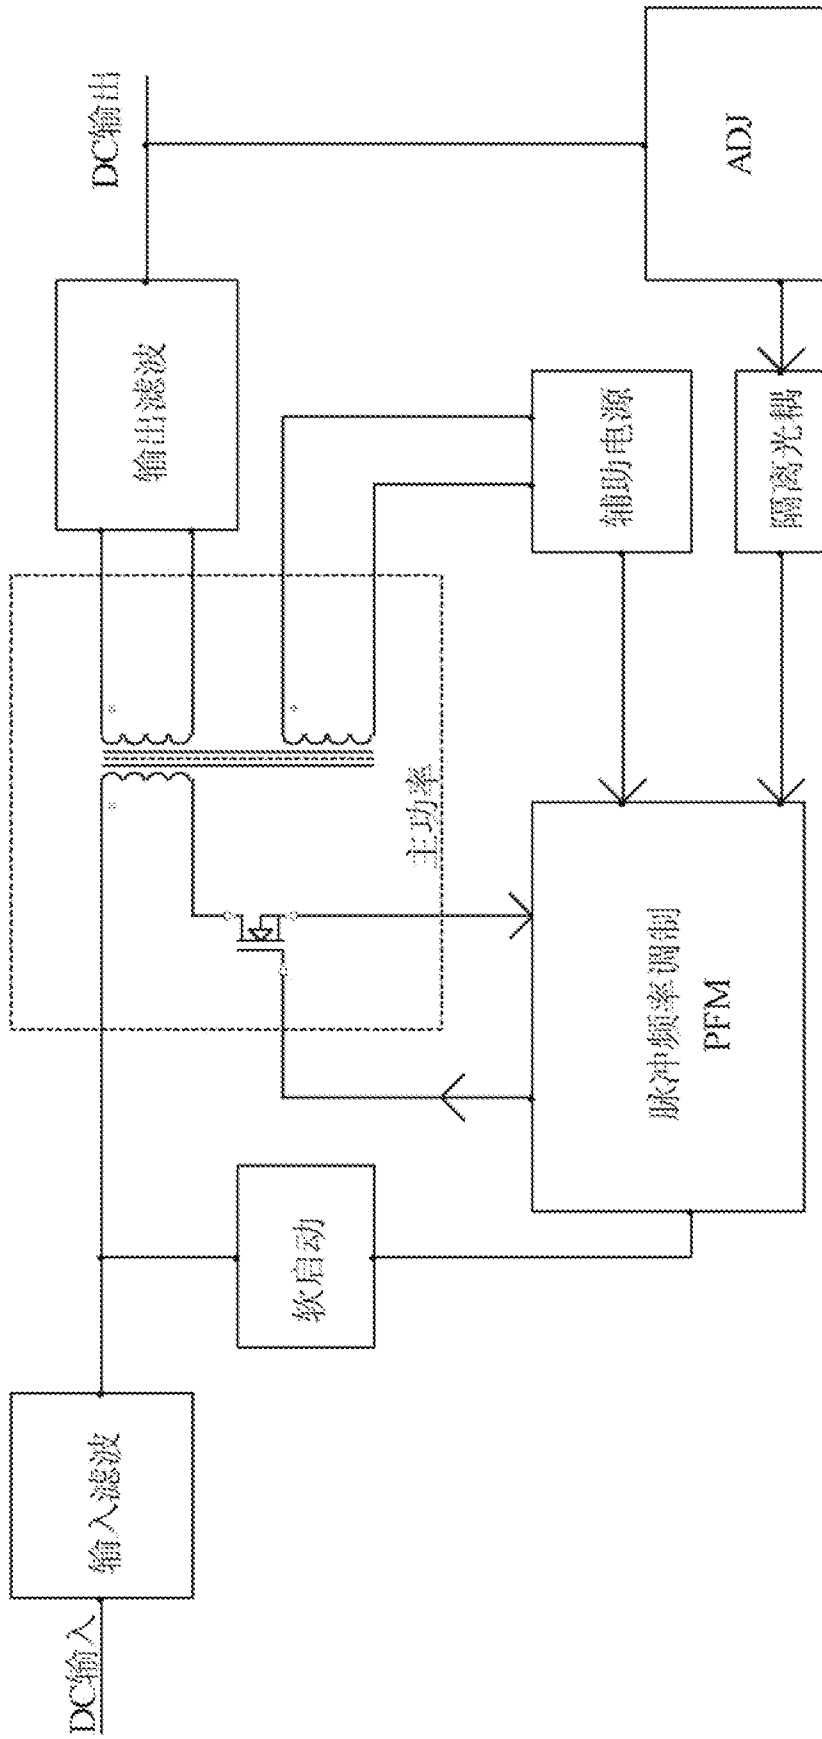 DC输入
输入滤波
软启动
主功率
输出滤波
DC输出
脉冲频率调制
PFM
辅助电源
隔离光耦
ADJ